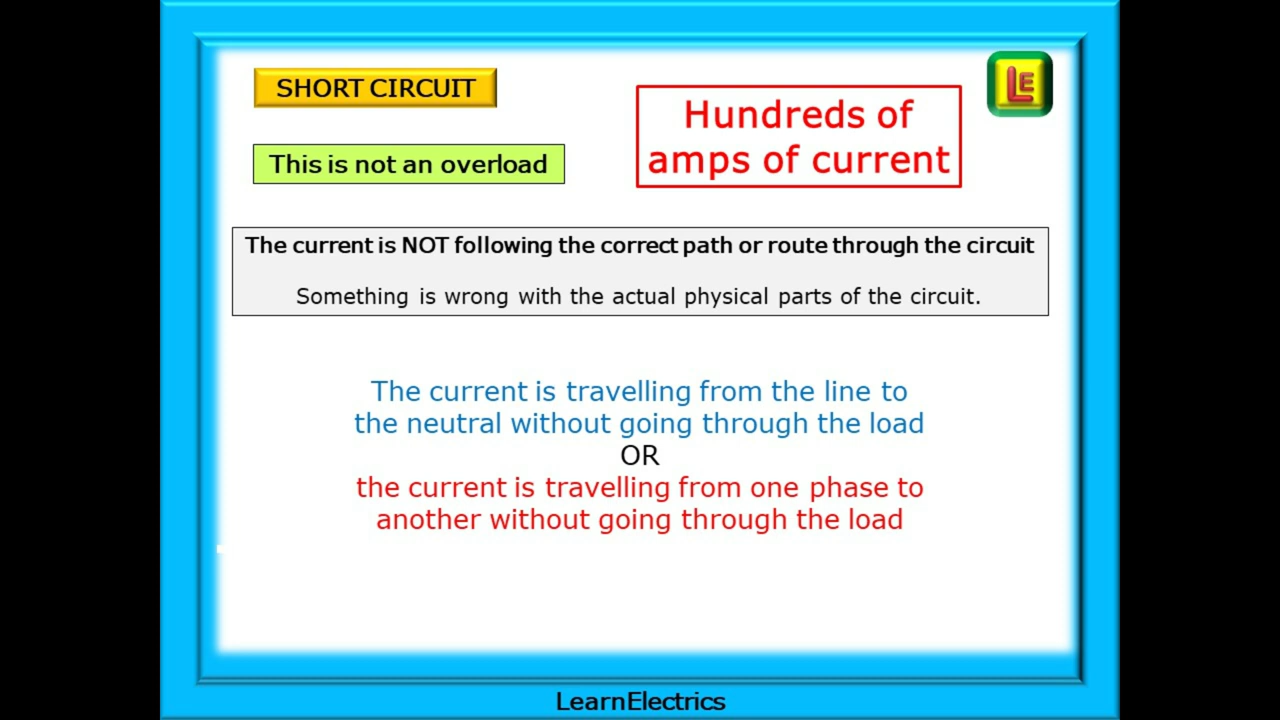 SHORT CIRCUIT
LE
Hundreds of
amps of current
This is not an overload
The current is NOT following the correct path or route through the circuit
Something is wrong with the actual physical parts of the circuit.
The current is travelling from the line to
the neutral without going through the load
OR
the current is travelling from one phase to
another without going through the load
LearnElectrics